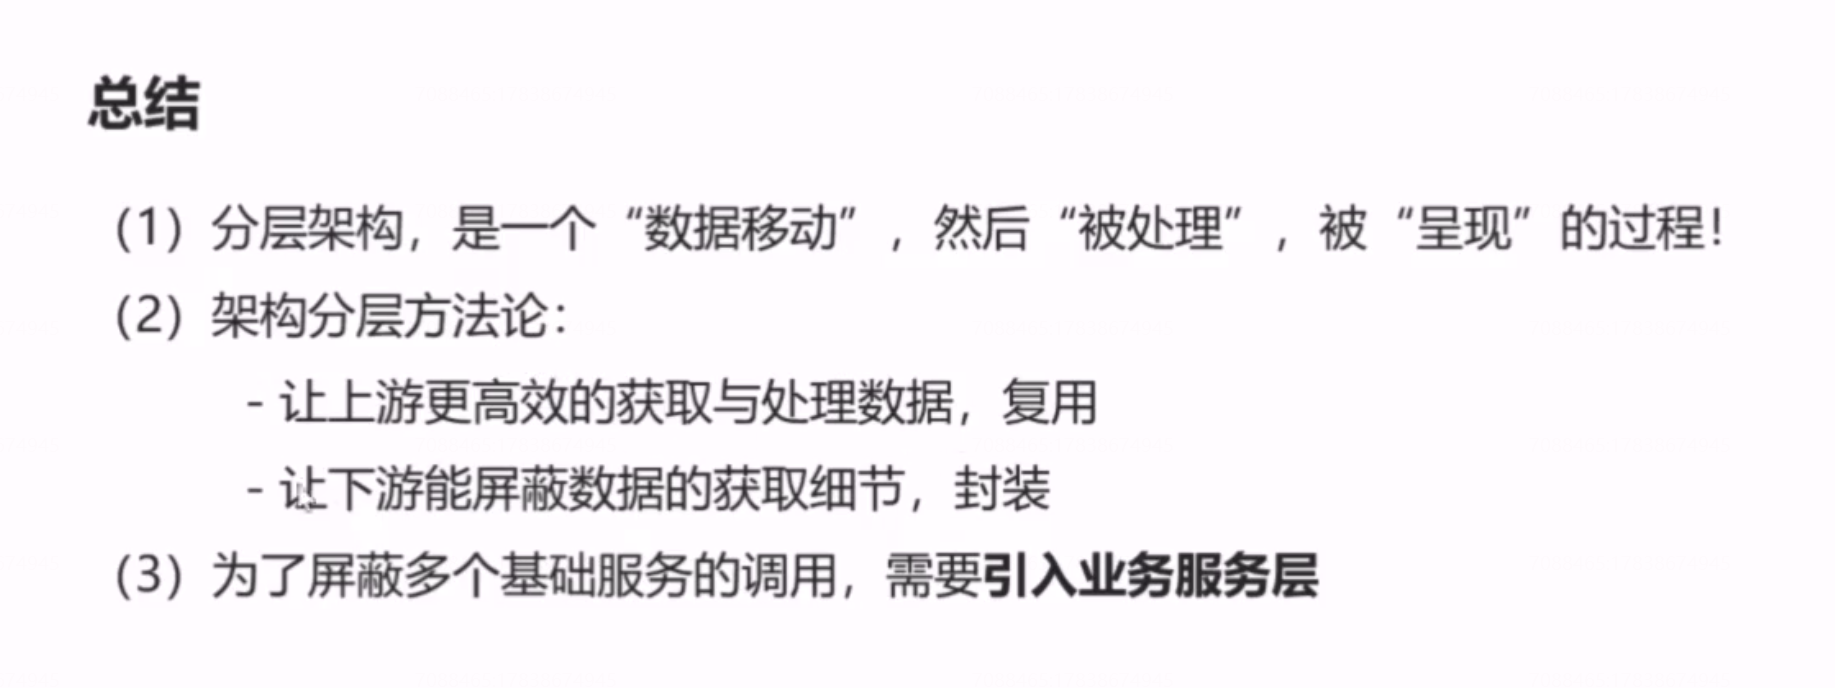 总结
（1）分层架构，是一个“数据移动”，然后“被处理”，被“呈现”的过程！
（2）架构分层方法论：
- 让上游更高效的获取与处理数据，复用
- 让下游能屏蔽数据的获取细节，封装
（3）为了屏蔽多个基础服务的调用，需要引入业务服务层